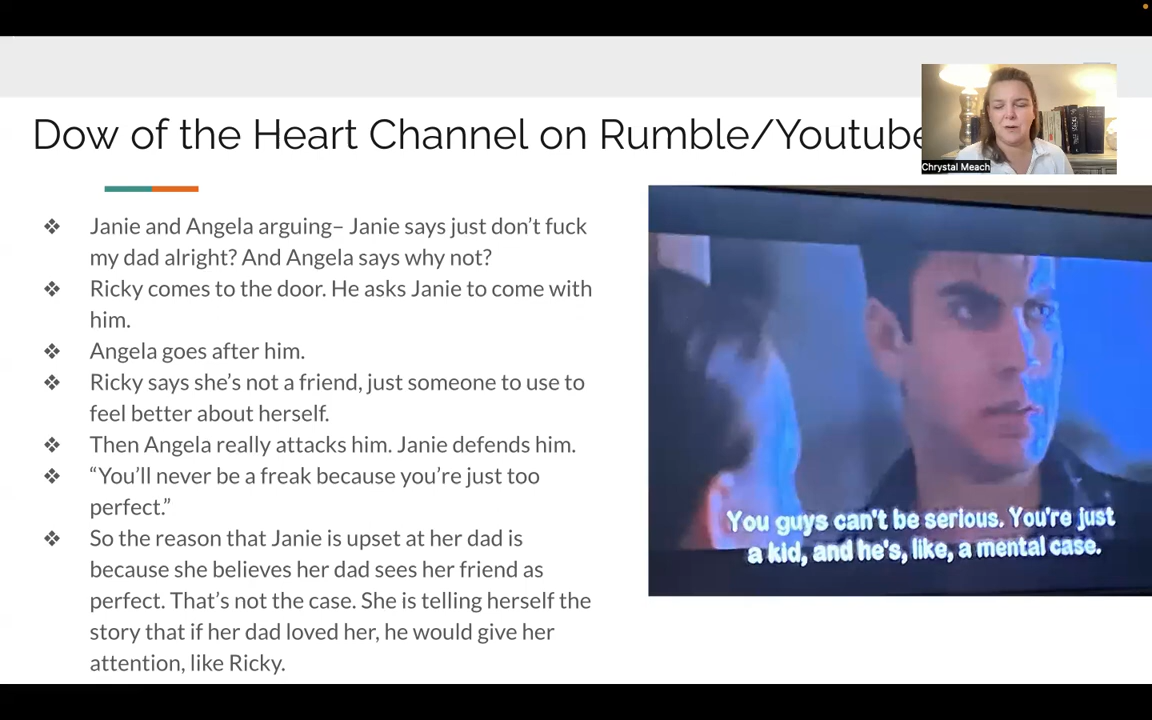 Dow of the Heart Channel on Rumble/Youtube
Chrystal Meach
❖ Janie and Angela arguing– Janie says just don’t fuck
my dad alright? And Angela says why not?
❖ Ricky comes to the door. He asks Janie to come with
him.
❖ Angela goes after him.
❖ Ricky says she’s not a friend, just someone to use to
feel better about herself.
❖ Then Angela really attacks him. Janie defends him.
❖ “You’ll never be a freak because you’re just too
perfect.”
❖ So the reason that Janie is upset at her dad is
because she believes her dad sees her friend as
perfect. That’s not the case. She is telling herself the
story that if her dad loved her, he would give her
attention, like Ricky.
You guys can't be serious. You're just
a kid, and he's, like, a mental case.